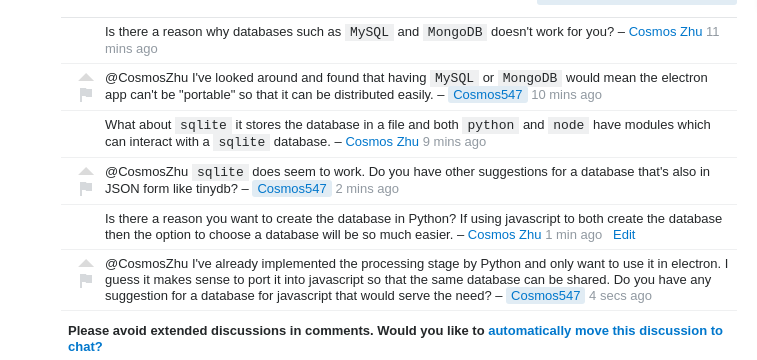 Is there a reason why databases such as MySQL and MongoDB doesn't work for you? – Cosmos Zhu 11
mins ago
@CosmosZhu I've looked around and found that having MySQL or MongoDB would mean the electron
app can't be "portable" so that it can be distributed easily. – Cosmos547 10 mins ago
What about sqlite it stores the database in a file and both python and node have modules which
can interact with a sqlite database. – Cosmos Zhu 9 mins ago
@CosmosZhu sqlite does seem to work. Do you have other suggestions for a database that's also in
JSON form like tinydb? – Cosmos547 2 mins ago
Is there a reason you want to create the database in Python? If using javascript to both create the database
then the option to choose a database will be so much easier. – Cosmos Zhu 1 min ago Edit
@CosmosZhu I've already implemented the processing stage by Python and only want to use it in electron. I
guess it makes sense to port it into javascript so that the same database can be shared. Do you have any
suggestion for a database for javascript that would serve the need? – Cosmos547 4 secs ago
Please avoid extended discussions in comments. Would you like to automatically move this discussion to
chat?